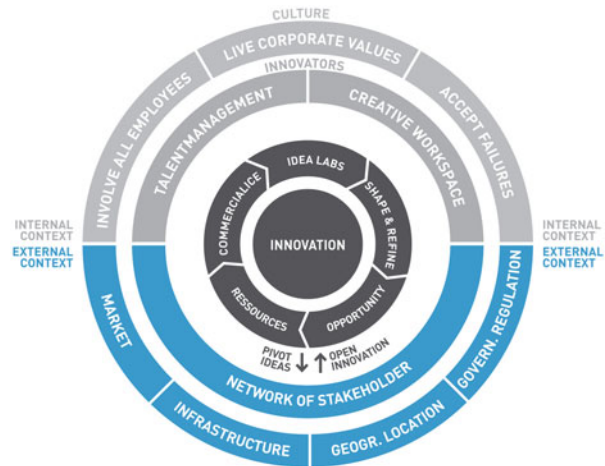 CULTURE
LIVE CORPORATE VALUES
INVOLVE ALL EMPLOYEES
ACCEPT FAILURES
INNOVATORS
TALENTMANAGEMENT
CREATIVE WORKSPACE
IDEA LABS
COMMERCIALICE
SHAPE & REFINE
INNOVATION
RESSOURCES
OPPORTUNITY
INTERNAL
CONTEXT
EXTERNAL
CONTEXT
INTERNAL
CONTEXT
EXTERNAL
CONTEXT
PIVOT
IDEAS
OPEN
INNOVATION
NETWORK OF STAKEHOLDER
MARKET
INFRASTRUCTURE
GEOGR. LOCATION
GOVERN. REGULATION